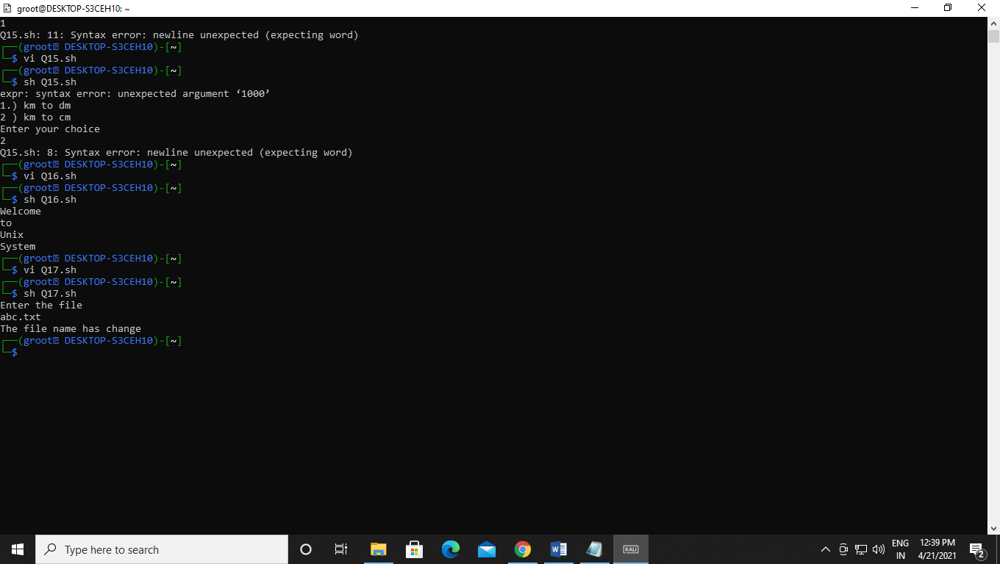 groot@DESKTOP-S3CEH10: ~
1
Q15.sh: 11: Syntax error: newline unexpected (expecting word)
┌──(groot⍰ DESKTOP-S3CEH10)-[~]
└─$ vi Q15.sh
┌──(groot⍰ DESKTOP-S3CEH10)-[~]
└─$ sh Q15.sh
expr: syntax error: unexpected argument ‘1000’
1.) km to dm
2 ) km to cm
Enter your choice
2
Q15.sh: 8: Syntax error: newline unexpected (expecting word)
┌──(groot⍰ DESKTOP-S3CEH10)-[~]
└─$ vi Q16.sh
┌──(groot⍰ DESKTOP-S3CEH10)-[~]
└─$ sh Q16.sh
Welcome
to
Unix
System
┌──(groot⍰ DESKTOP-S3CEH10)-[~]
└─$ vi Q17.sh
┌──(groot⍰ DESKTOP-S3CEH10)-[~]
└─$ sh Q17.sh
Enter the file
abc.txt
The file name has change
┌──(groot⍰ DESKTOP-S3CEH10)-[~]
└─$
Type here to search
KALI
ENG
IN
12:39 PM
4/21/2021
2